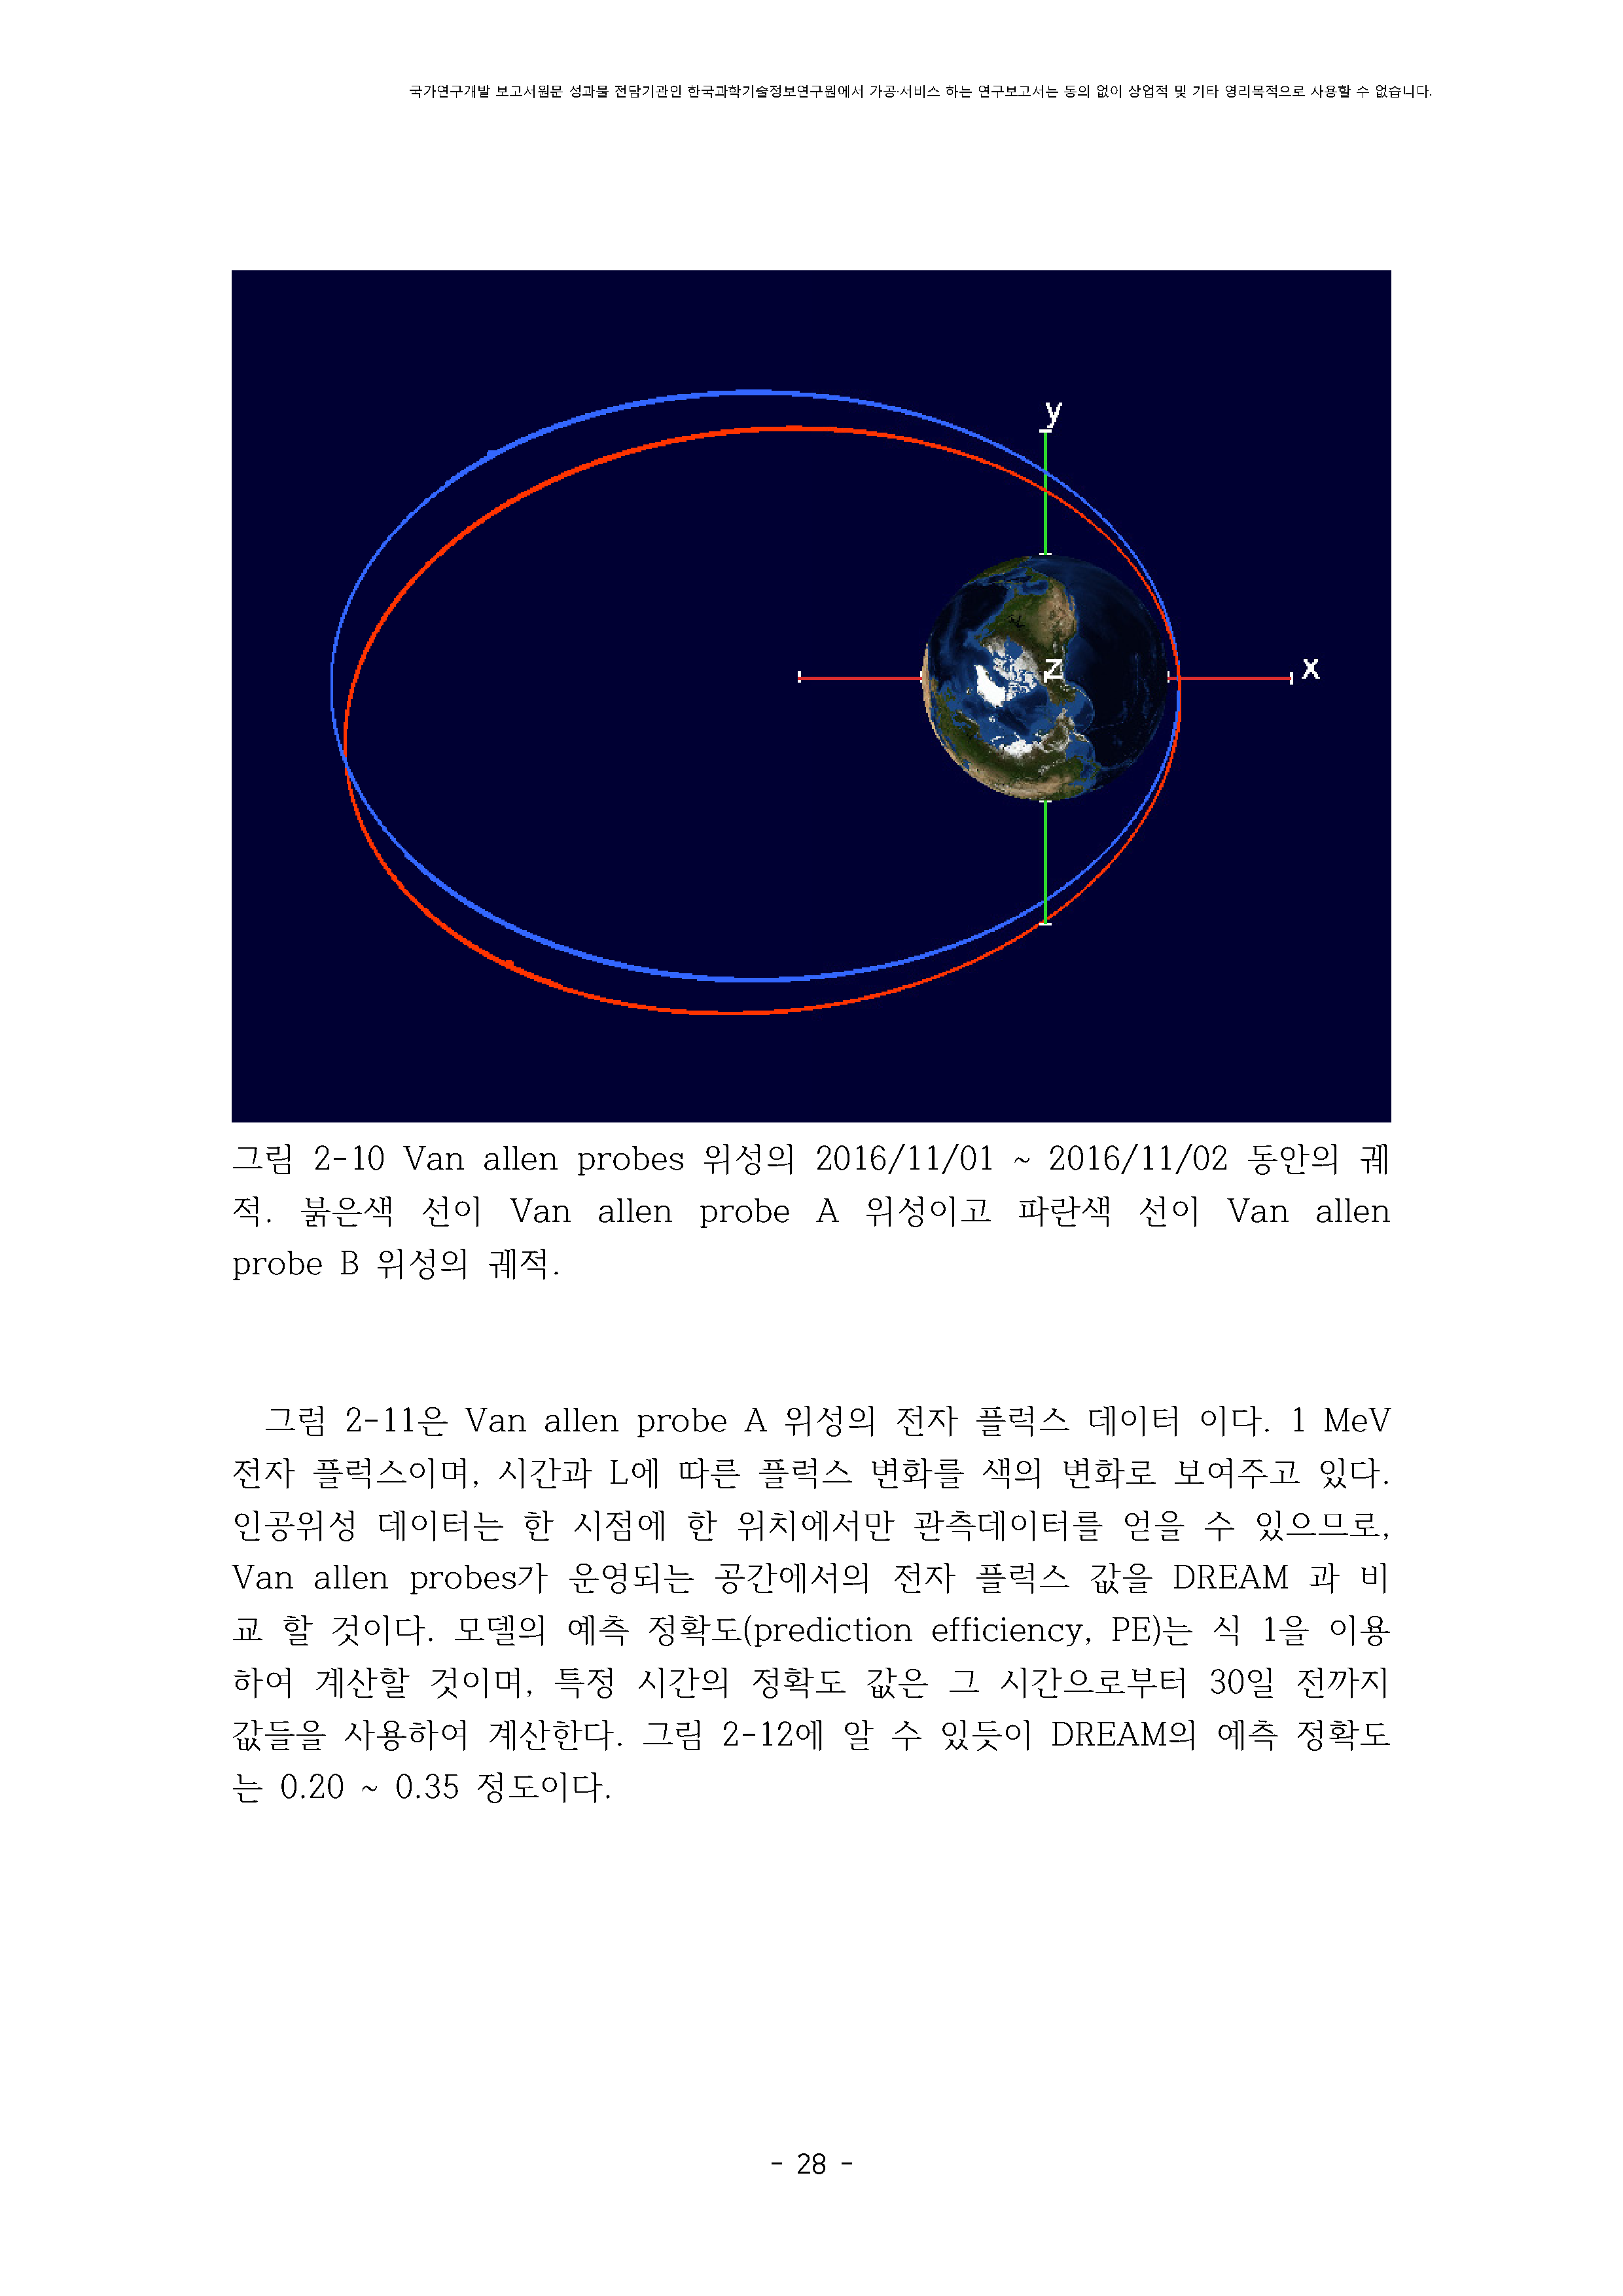 국가연구개발 보고서원문 성과물 전담기관인 한국과학기술정보연구원에서 가공·서비스 하는 연구보고서는 동의 없이 상업적 및 기타 영리목적으로 사용할 수 없습니다.
y
z
x
그림 2-10 Van allen probes 위성의 2016/11/01 ~ 2016/11/02 동안의 궤
적. 붉은색 선이 Van allen probe A 위성이고 파란색 선이 Van allen
probe B 위성의 궤적.
그럼 2-11은 Van allen probe A 위성의 전자 플럭스 데이터 이다. 1 MeV
전자 플럭스이며, 시간과 L에 따른 플럭스 변화를 색의 변화로 보여주고 있다.
인공위성 데이터는 한 시점에 한 위치에서만 관측데이터를 얻을 수 있으므로,
Van allen probes가 운영되는 공간에서의 전자 플럭스 값을 DREAM 과 비
교 할 것이다. 모델의 예측 정확도(prediction efficiency, PE)는 식 1을 이용
하여 계산할 것이며, 특정 시간의 정확도 값은 그 시간으로부터 30일 전까지
값들을 사용하여 계산한다. 그림 2-12에 알 수 있듯이 DREAM의 예측 정확도
는 0.20 ~ 0.35 정도이다.
- 28 -